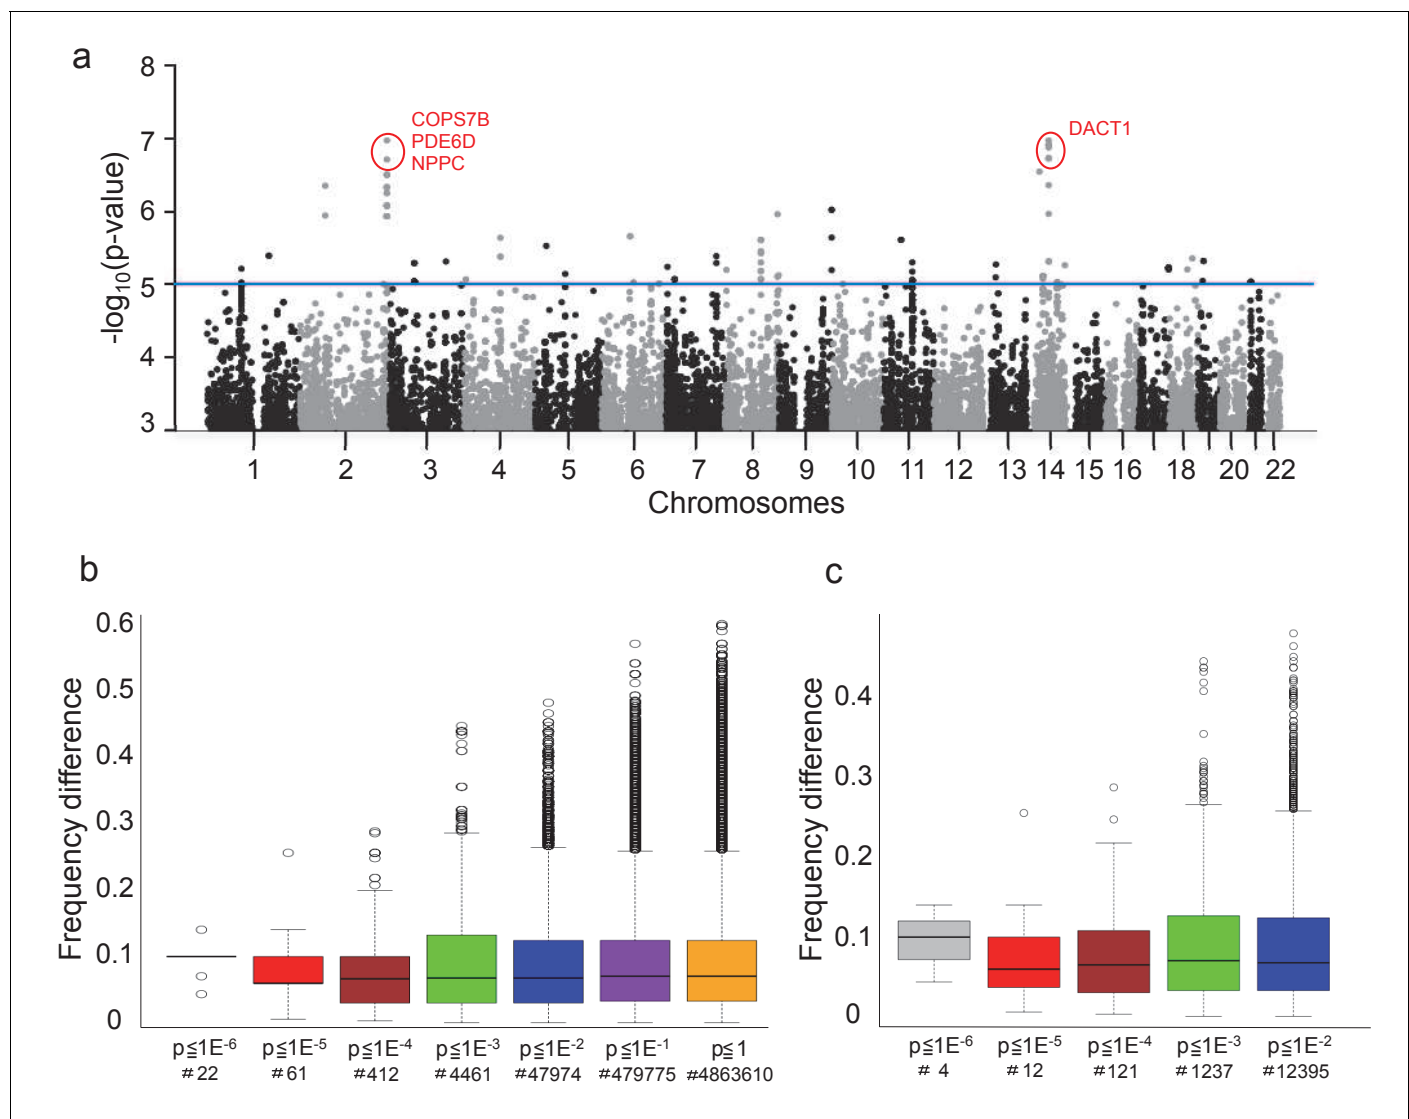 a
8
7
6
5
4
3
-log10(p-value)
COPS7B
PDE6D
NPPC
DACT1
1 2 3 4 5 6 7 8 9 10 11 12 13 14 15 16 18 20 22
Chromosomes
b
0.6
0.5
0.4
0.3
0.2
0.1
0
Frequency difference
p≦1E-6 p≦1E-5 p≦1E-4 p≦1E-3 p≦1E-2 p≦1E-1 p≦1
#22 #61 #412 #4461 #47974 #479775 #4863610
c
0.4
0.3
0.2
0.1
0
Frequency difference
p≦1E-6 p≦1E-5 p≦1E-4 p≦1E-3 p≦1E-2
# 4 #12 #121 #1237 #12395